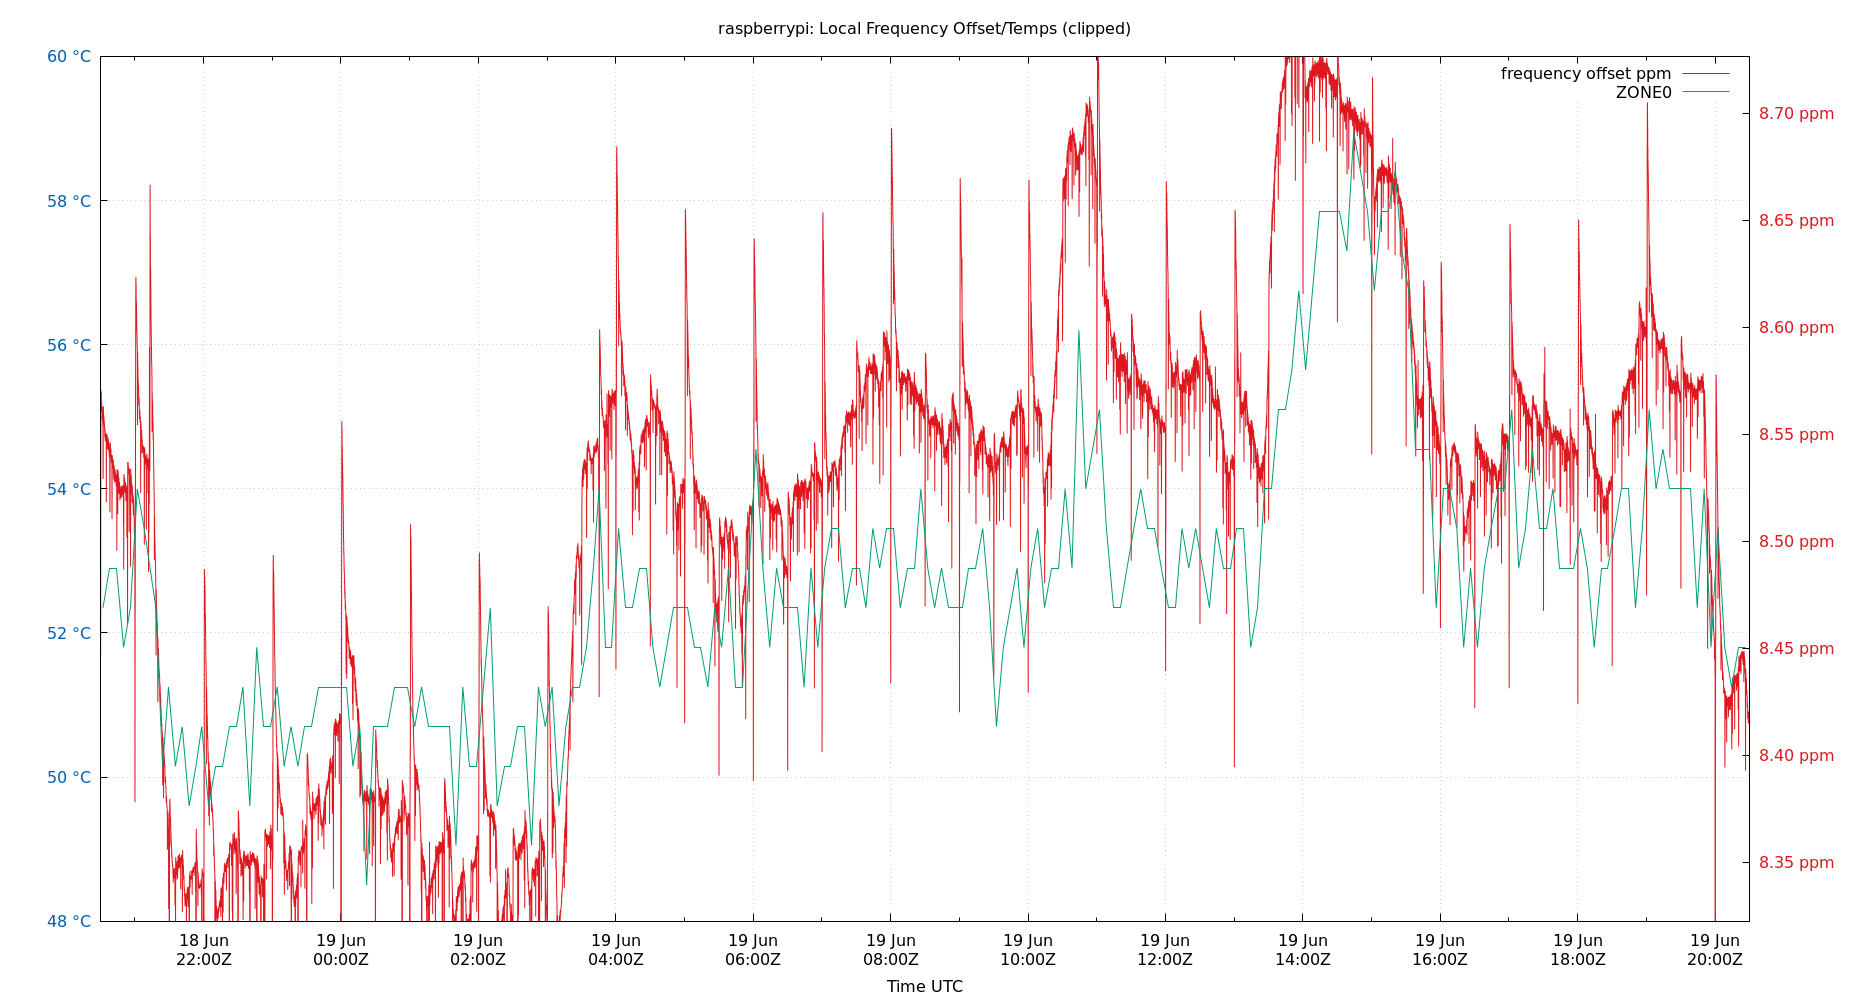 raspberrypi: Local Frequency Offset/Temps (clipped)
60 °C
58 °C
56 °C
54 °C
52 °C
50 °C
48 °C
frequency offset ppm
ZONE0
8.70 ppm
8.65 ppm
8.60 ppm
8.55 ppm
8.50 ppm
8.45 ppm
8.40 ppm
8.35 ppm
18 Jun 19 Jun 19 Jun 19 Jun 19 Jun 19 Jun 19 Jun 19 Jun 19 Jun 19 Jun 19 Jun 19 Jun
22:00Z 00:00Z 02:00Z 04:00Z 06:00Z 08:00Z 10:00Z 12:00Z 14:00Z 16:00Z 18:00Z 20:00Z
Time UTC